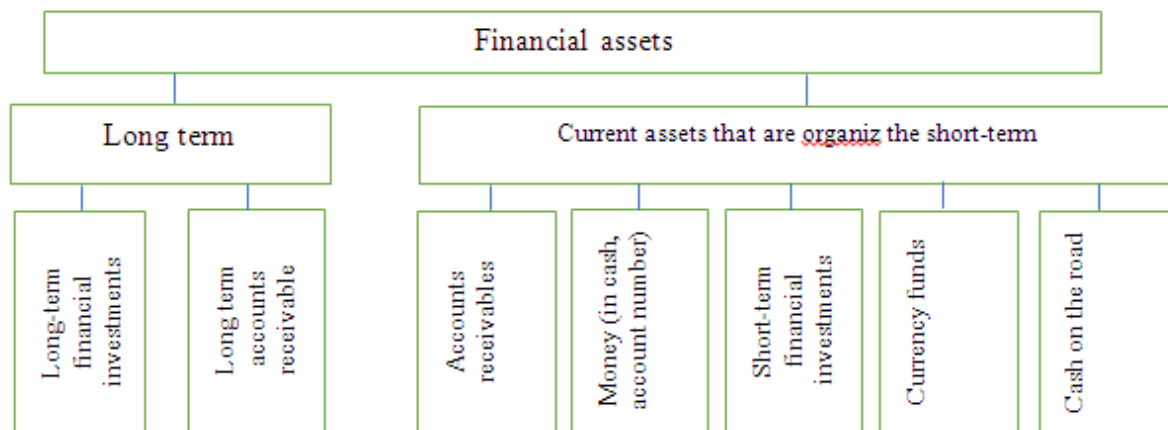 Financial assets
Long term
Current assets that are organiz the short-term
Long-term
financial
investments
Long term
accounts
receivable
Accounts
receivables
Money (in cash,
account number)
Short-term
financial
investments
Currency funds
Cash on the road